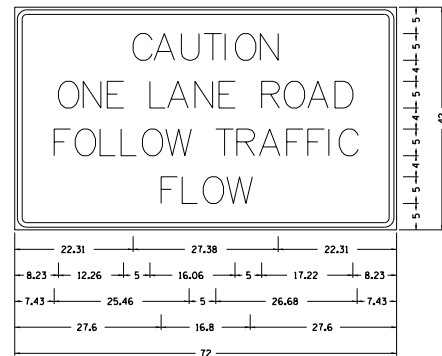 CAUTION
ONE LANE ROAD
FOLLOW TRAFFIC
FLOW
5
5
4
5
4
5
4
5
5
42
22.31 27.38 22.31
8.23 12.26 5 16.06 5 17.22 8.23
7.43 25.46 5 26.68 7.43
27.6 16.8 27.6
72